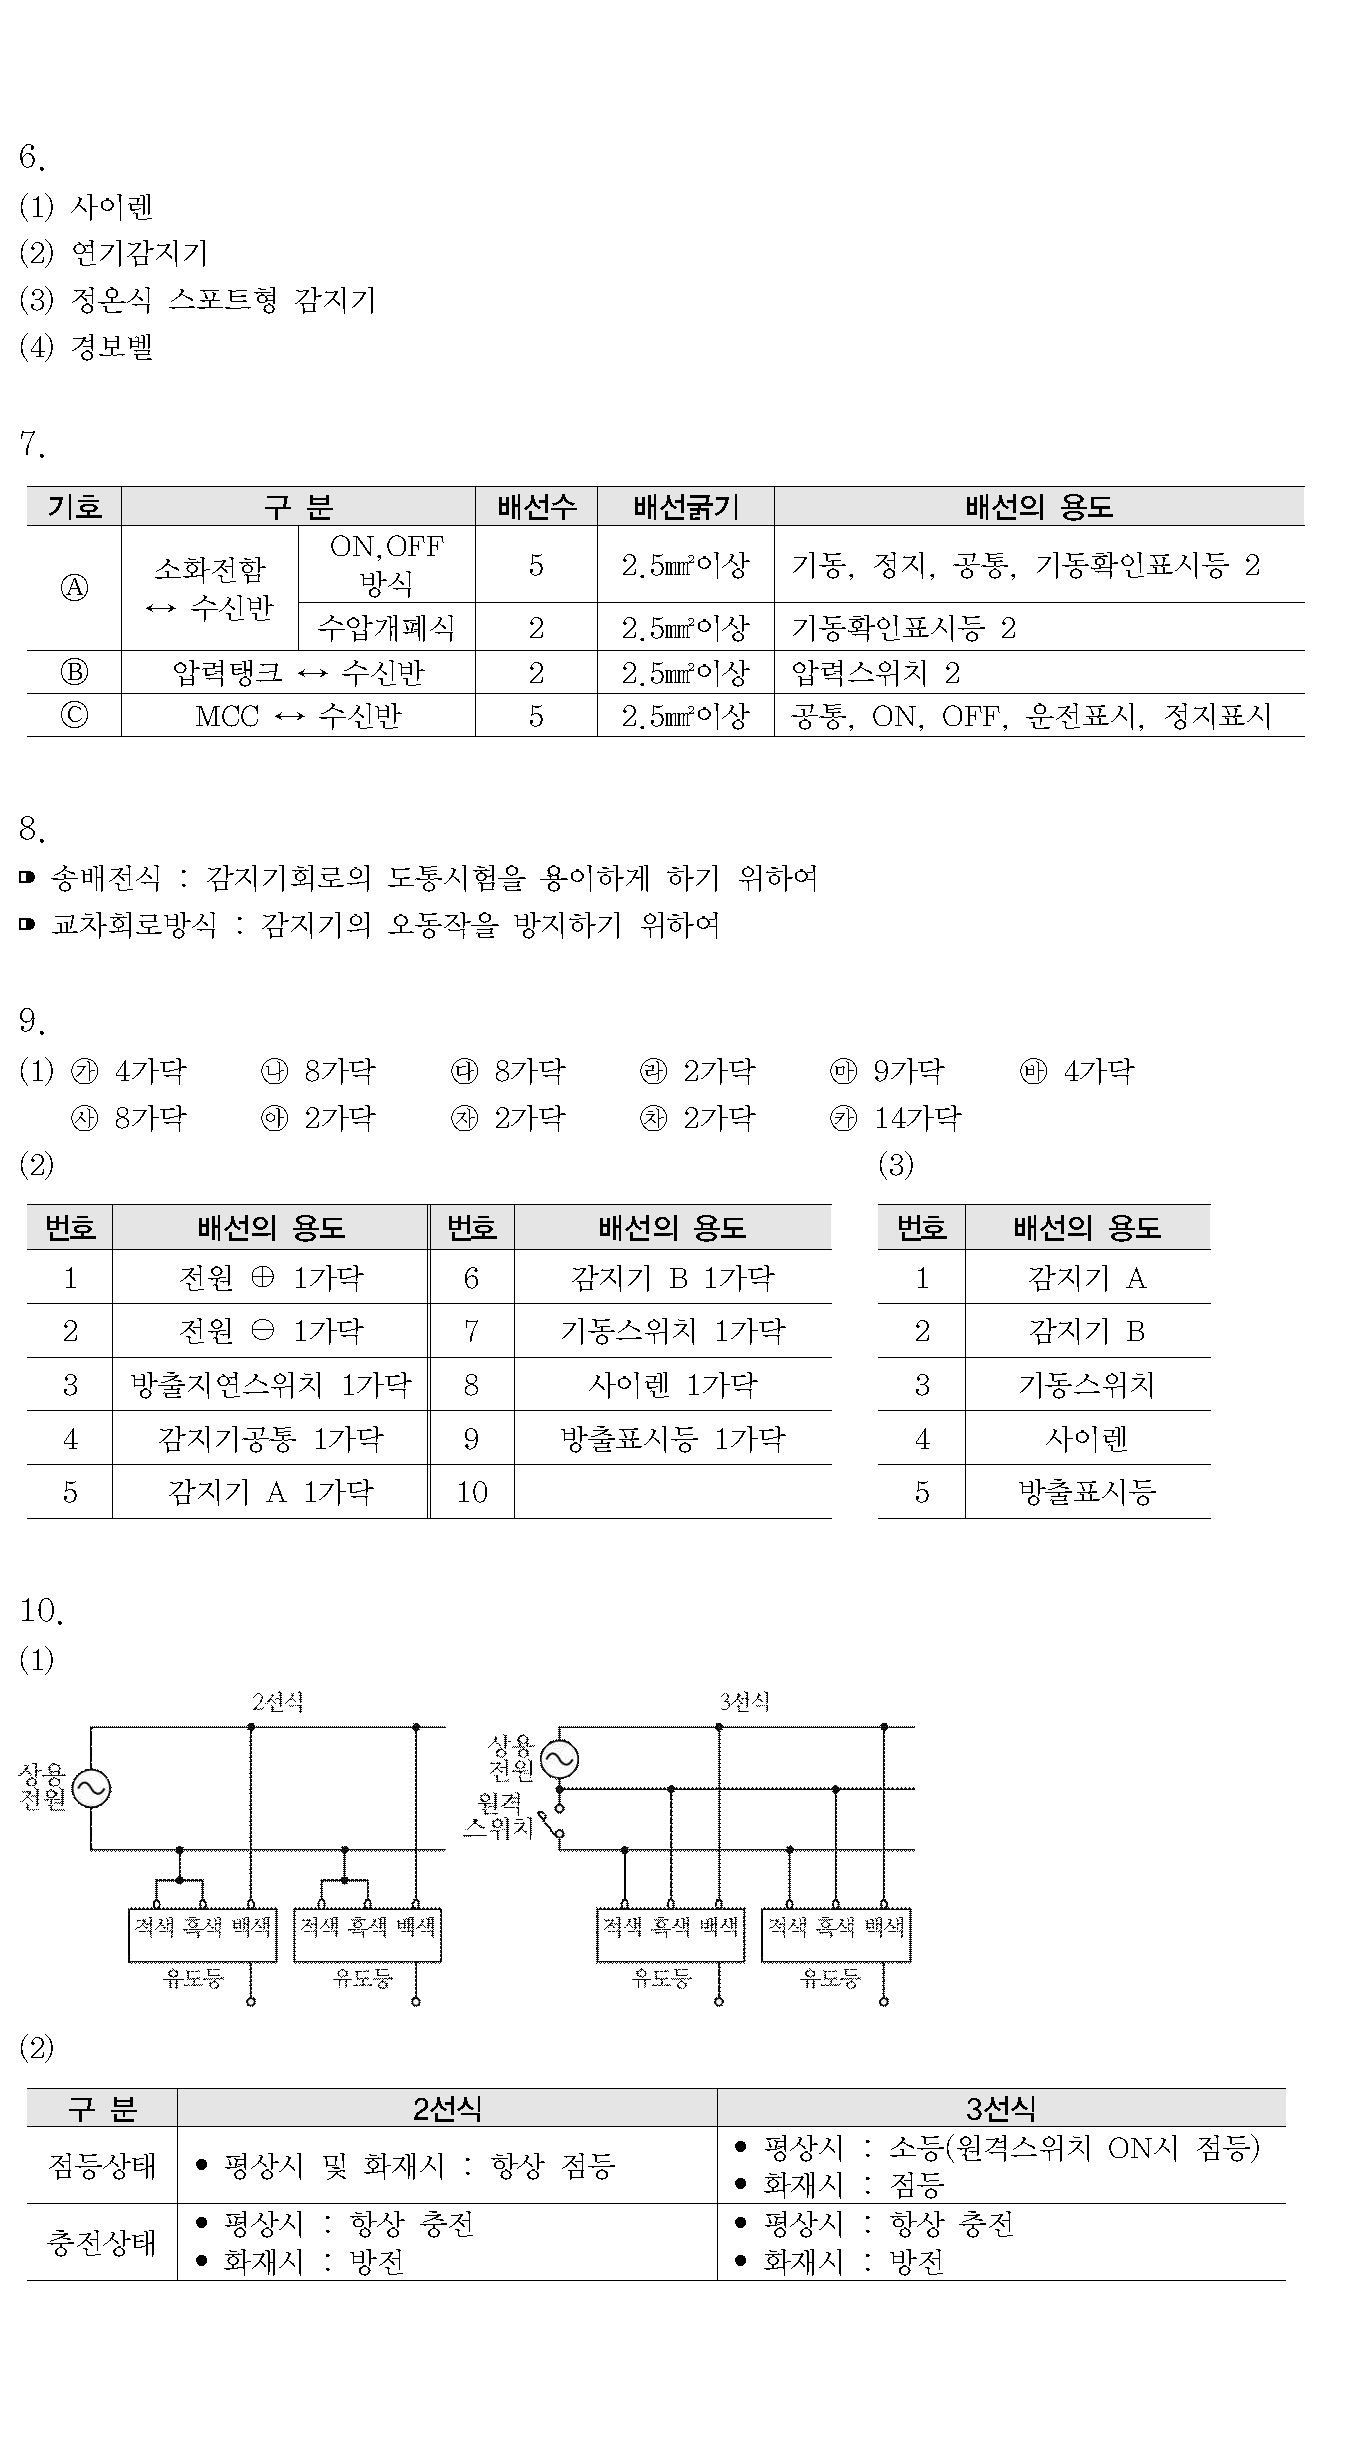 6.
(1) 사이렌
(2) 연기감지기
(3) 정온식 스포트형 감지기
(4) 경보벨
7.
기호 구 분 배선수 배선굵기 배선의 용도
Ⓐ 소화전함 ↔ 수신반 ON,OFF 방식 5 2.5㎟이상 기동, 정지, 공통, 기동확인표시등 2
수압개폐식 2 2.5㎟이상 기동확인표시등 2
Ⓑ 압력탱크 ↔ 수신반 2 2.5㎟이상 압력스위치 2
Ⓒ MCC ↔ 수신반 5 2.5㎟이상 공통, ON, OFF, 운전표시, 정지표시
8.
송배전식 : 감지기회로의 도통시험을 용이하게 하기 위하여
교차회로방식 : 감지기의 오동작을 방지하기 위하여
9.
(1) ㉮ 4가닥 ㉯ 8가닥 ㉰ 8가닥 ㉱ 2가닥 ㉲ 9가닥 ㉳ 4가닥
㉴ 8가닥 ㉵ 2가닥 ㉶ 2가닥 ㉷ 2가닥 ㉸ 14가닥
(2)
번호 배선의 용도 번호 배선의 용도
1 전원 ⊕ 1가닥 6 감지기 B 1가닥
2 전원 ⊖ 1가닥 7 기동스위치 1가닥
3 방출지연스위치 1가닥 8 사이렌 1가닥
4 감지기공통 1가닥 9 방출표시등 1가닥
5 감지기 A 1가닥 10
(3)
번호 배선의 용도
1 감지기 A
2 감지기 B
3 기동스위치
4 사이렌
5 방출표시등
10.
(1)
2선식
상용
전원
적색 흑색 백색 적색 흑색 백색
유도등 유도등
3선식
상용
전원
원격
스위치
적색 흑색 백색 적색 흑색 백색
유도등 유도등
(2)
구 분 2선식 3선식
점등상태 • 평상시 및 화재시 : 항상 점등 • 평상시 : 소등(원격스위치 ON시 점등)
• 화재시 : 점등
충전상태 • 평상시 : 항상 충전 • 평상시 : 항상 충전
• 화재시 : 방전 • 화재시 : 방전